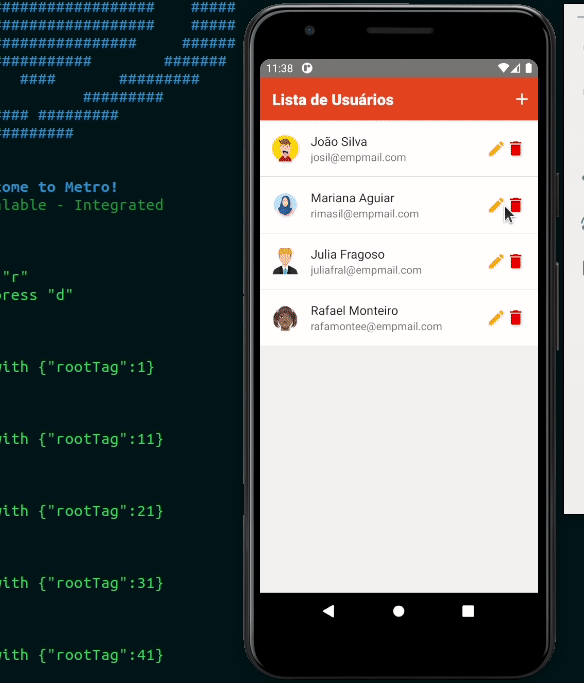 ################# #####
################# #####
############### ######
########### #######
#### #########
#########
#### #########
#########
ome to Metro!
alable - Integrated
"r"
ress "d"
with {"rootTag":1}
with {"rootTag":11}
with {"rootTag":21}
with {"rootTag":31}
with {"rootTag":41}
11:38
Lista de Usuários +
João Silva
josil@empmail.com
Mariana Aguiar
rimasil@empmail.com
Julia Fragoso
juliafral@empmail.com
Rafael Monteiro
rafamontee@empmail.com